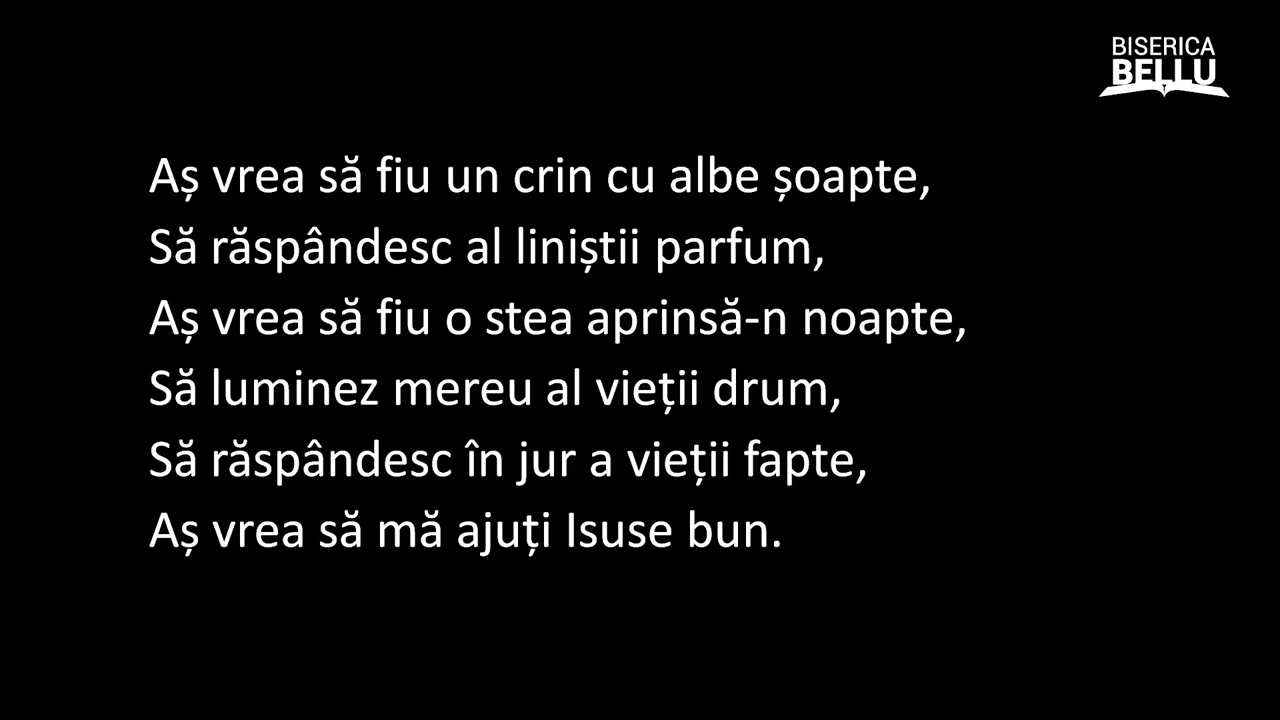 BISERICA
BELLU
Aș vrea să fiu un crin cu albe șoapte,
Să răspândesc al liniștii parfum,
Aș vrea să fiu o stea aprinsă-n noapte,
Să luminez mereu al vieții drum,
Să răspândesc în jur a vieții fapte,
Aș vrea să mă ajuți Isuse bun.